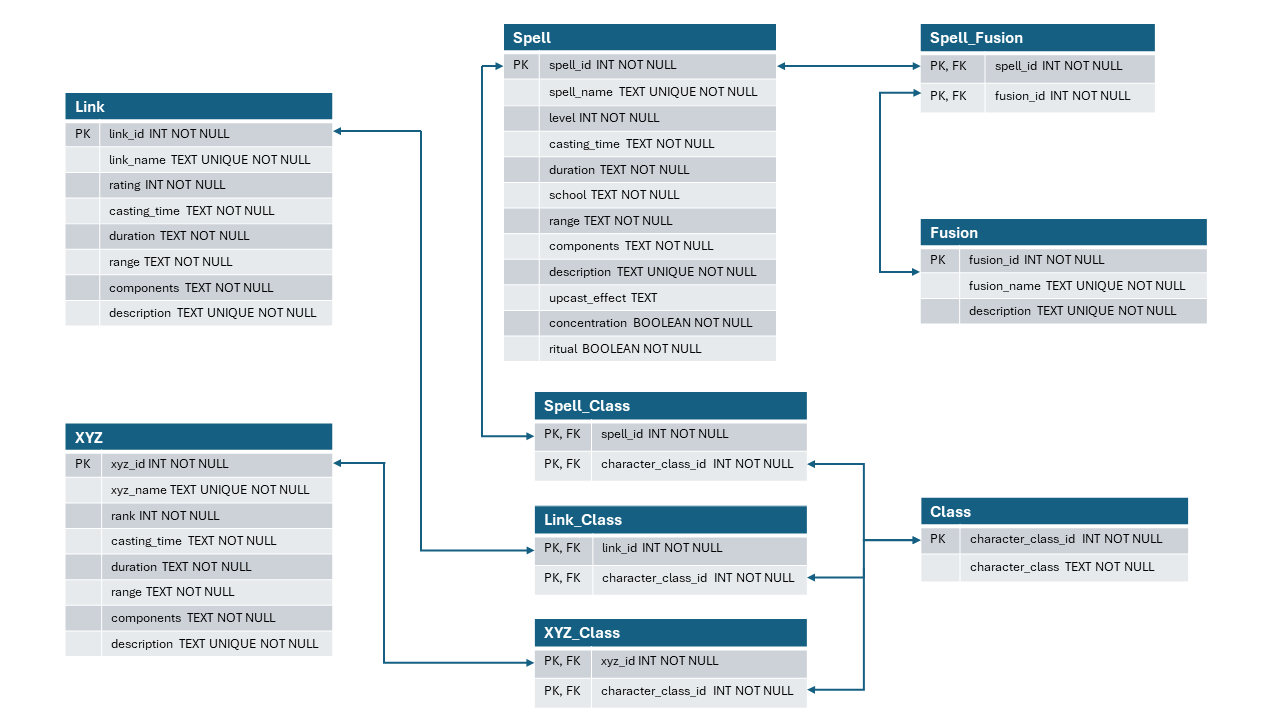 Link
PK link_id INT NOT NULL
link_name TEXT UNIQUE NOT NULL
rating INT NOT NULL
casting_time TEXT NOT NULL
duration TEXT NOT NULL
range TEXT NOT NULL
components TEXT NOT NULL
description TEXT UNIQUE NOT NULL
XYZ
PK xyz_id INT NOT NULL
xyz_name TEXT UNIQUE NOT NULL
rank INT NOT NULL
casting_time TEXT NOT NULL
duration TEXT NOT NULL
range TEXT NOT NULL
components TEXT NOT NULL
description TEXT UNIQUE NOT NULL
Spell
PK spell_id INT NOT NULL
spell_name TEXT UNIQUE NOT NULL
level INT NOT NULL
casting_time TEXT NOT NULL
duration TEXT NOT NULL
school TEXT NOT NULL
range TEXT NOT NULL
components TEXT NOT NULL
description TEXT UNIQUE NOT NULL
upcast_effect TEXT
concentration BOOLEAN NOT NULL
ritual BOOLEAN NOT NULL
Spell_Class
PK, FK spell_id INT NOT NULL
PK, FK character_class_id INT NOT NULL
Link_Class
PK, FK link_id INT NOT NULL
PK, FK character_class_id INT NOT NULL
XYZ_Class
PK, FK xyz_id INT NOT NULL
PK, FK character_class_id INT NOT NULL
Spell_Fusion
PK, FK spell_id INT NOT NULL
PK, FK fusion_id INT NOT NULL
Fusion
PK fusion_id INT NOT NULL
fusion_name TEXT UNIQUE NOT NULL
description TEXT UNIQUE NOT NULL
Class
PK character_class_id INT NOT NULL
character_class TEXT NOT NULL